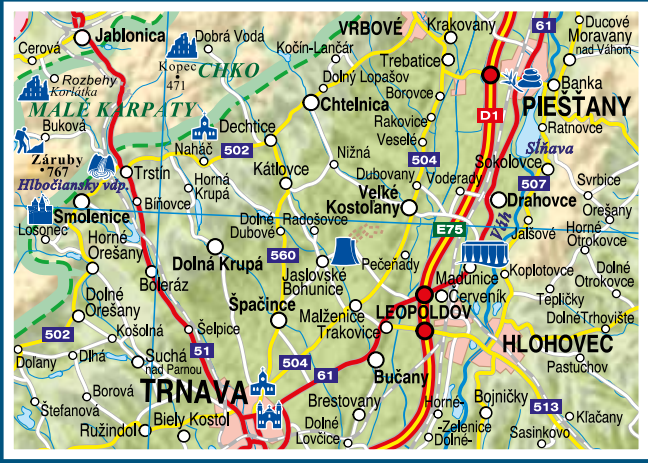 61
Ducové
Moravany
nad Váhom
Krakovany
VRBOVÉ
Jablonica
Dobrá Voda
Kočín-Lančár
Trebatice
Cerová
Kopec
471
CHKO
Dolný Lopašov
Banka
Rozbehy
Korlátka
Borovce
PIEŠŤANY
MALÉ KARPATY
Chtelnica
D1
Rakovice
Ratnovce
Buková
Dechtice
Veselé
Naháč
502
Nižná
504
Sĺňava
Záruby
767
Sokolovce
Trstín
Kátlovce
Dubovany
Voderady
507
Hlbočiansky vdp.
Horná
Krupá
Veľké
Kostoľany
Svrbice
Bíňovce
Drahovce
Orešany
Smolenice
Dolné
Dubové
Radošovce
Váh
Jalšové
Horné
Otrokovce
Losonec
E75
Horné
Orešany
Dolná Krupá
560
Pečeňady
Jaslovské
Bohunice
Madunice
Koplotovce
Dolné
Otrokovce
Boleráz
Dolné
Orešany
Špačince
Malženice
Červeník
Tepličky
LEOPOLDOV
Trakovice
Dolné Trhovište
502
Košolná
Šelpice
51
HLOHOVEC
Dolany
Dlhá
Suchá
nad Parnou
504
61
Bučany
Pastuchov
TRNAVA
Borová
Štefanová
Brestovany
Horné-
-Zelenice
Dolné-
Bojničky
513
Kľačany
Ružindol
Biely Kostol
Dolné
Lovčice
Sasinkovo